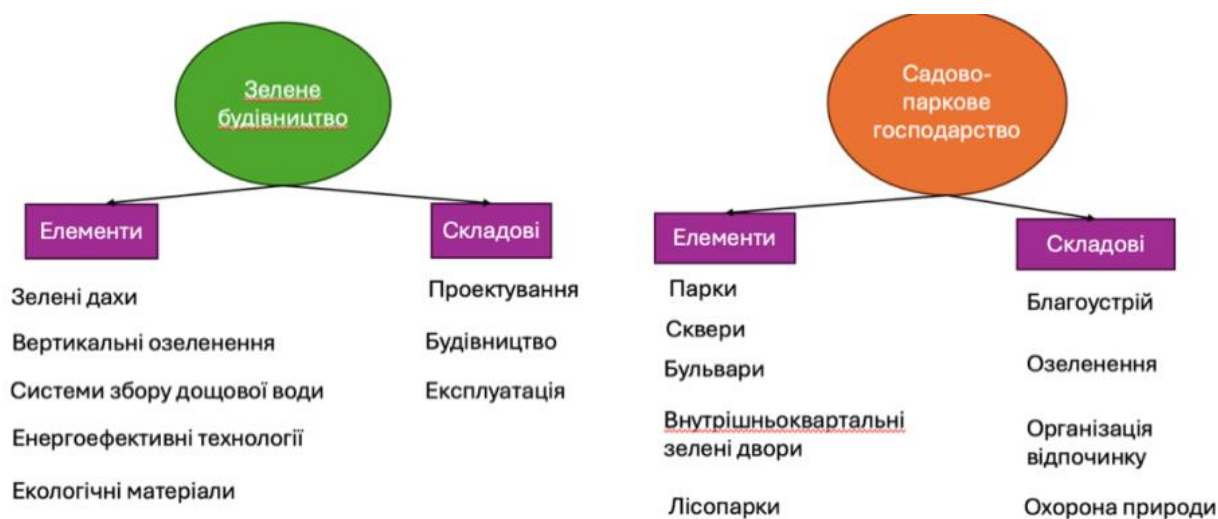 Зелене
будівництво
Елементи
Складові
Зелені дахи
Вертикальні озеленення
Системи збору дощової води
Енергоефективні технології
Екологічні матеріали
Проектування
Будівництво
Експлуатація
Садово-
паркове
господарство
Елементи
Складові
Парки
Сквери
Бульвари
Внутрішньоквартальні
зелені двори
Лісопарки
Благоустрій
Озеленення
Організація
відпочинку
Охорона природи